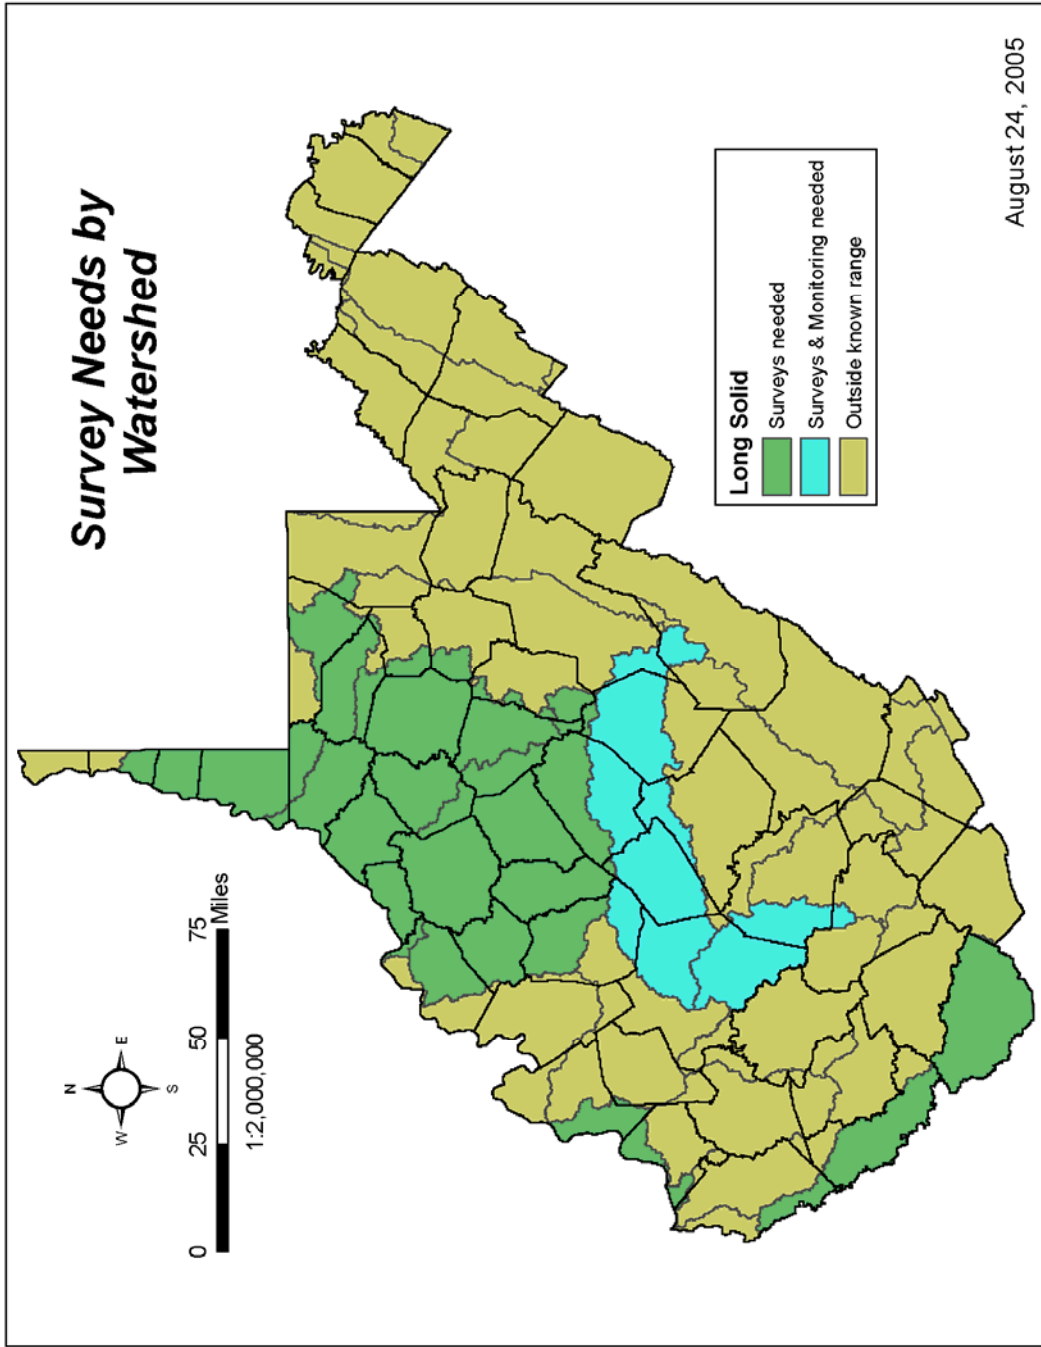 Survey Needs by
Watershed
N
W
E
S
0
25
50
75
Miles
1:2,000,000
Long Solid
Surveys needed
Surveys & Monitoring needed
Outside known range
August 24, 2005